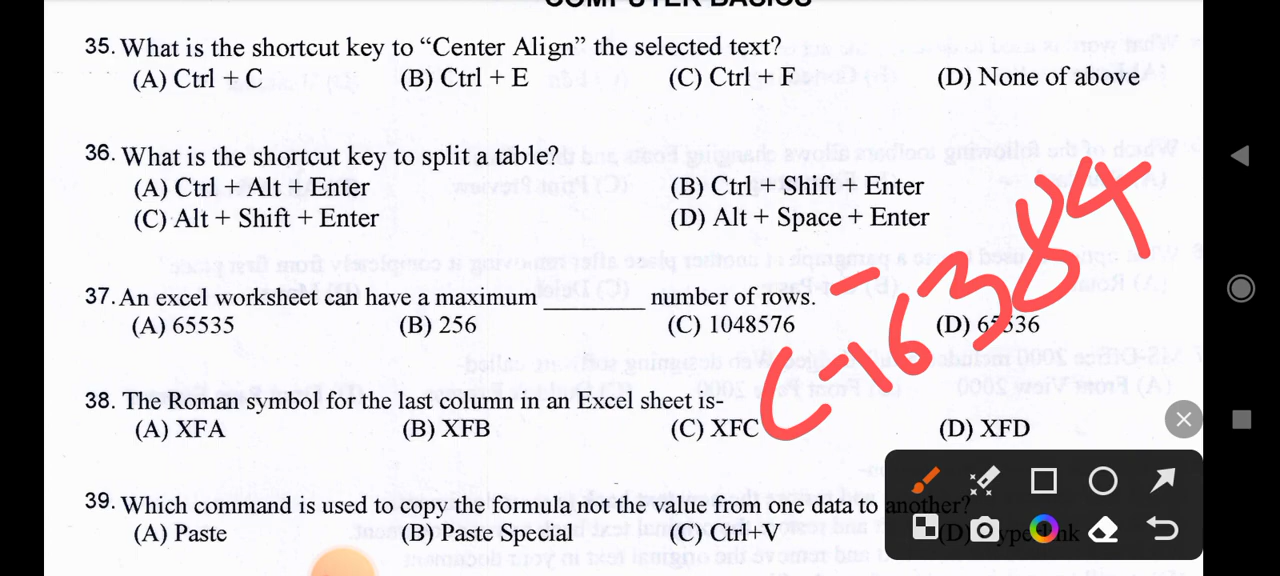 COMPUTER BASICS
35. What is the shortcut key to “Center Align” the selected text?
(A) Ctrl + C (B) Ctrl + E (C) Ctrl + F (D) None of above
36. What is the shortcut key to split a table?
(A) Ctrl + Alt + Enter (B) Ctrl + Shift + Enter
(C) Alt + Shift + Enter (D) Alt + Space + Enter
37. An excel worksheet can have a maximum ________ number of rows.
(A) 65535 (B) 256 (C) 1048576 (D) 65536
C-16384
38. The Roman symbol for the last column in an Excel sheet is-
(A) XFA (B) XFB (C) XFC (D) XFD
39. Which command is used to copy the formula not the value from one data to another?
(A) Paste (B) Paste Special (C) Ctrl+V